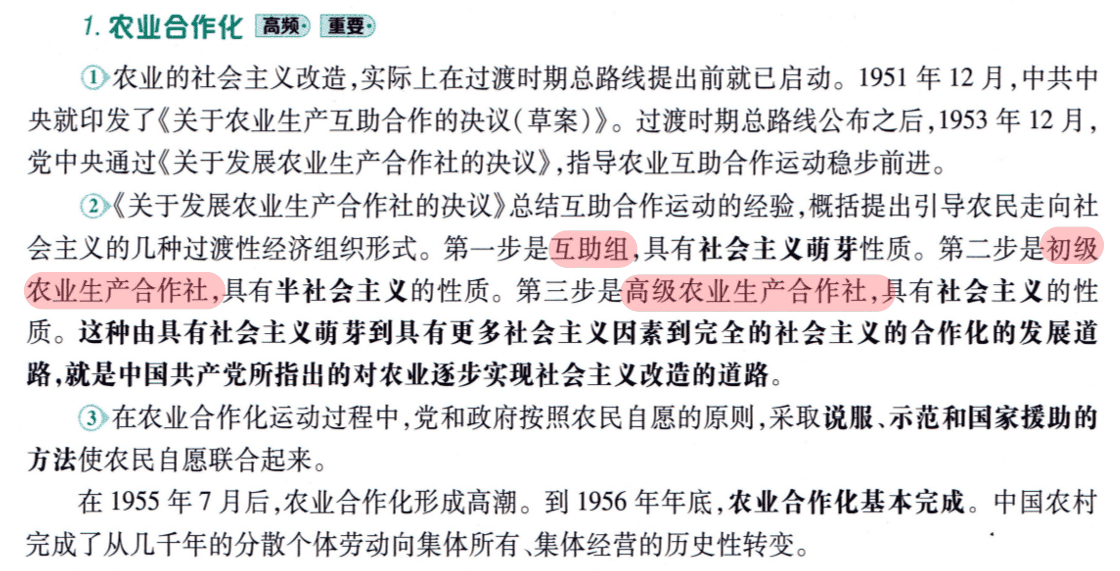 1. 农业合作化 高频 重要
①农业的社会主义改造,实际上在过渡时期总路线提出前就已启动。1951 年 12 月,中共中
央就印发了《关于农业生产互助合作的决议(草案)》。过渡时期总路线公布之后,1953 年 12 月,
党中央通过《关于发展农业生产合作社的决议》,指导农业互助合作运动稳步前进。
②《关于发展农业生产合作社的决议》总结互助合作运动的经验,概括提出引导农民走向社
会主义的几种过渡性经济组织形式。第一步是互助组,具有社会主义萌芽性质。第二步是初级
农业生产合作社,具有半社会主义的性质。第三步是高级农业生产合作社,具有社会主义的性
质。这种由具有社会主义萌芽到具有更多社会主义因素到完全的社会主义的合作化的发展道
路,就是中国共产党所指出的对农业逐步实现社会主义改造的道路。
③在农业合作化运动过程中,党和政府按照农民自愿的原则,采取说服、示范和国家援助的
方法使农民自愿联合起来。
在 1955 年 7 月后,农业合作化形成高潮。到 1956 年年底,农业合作化基本完成。中国农村
完成了从几千年的分散个体劳动向集体所有、集体经营的历史性转变。